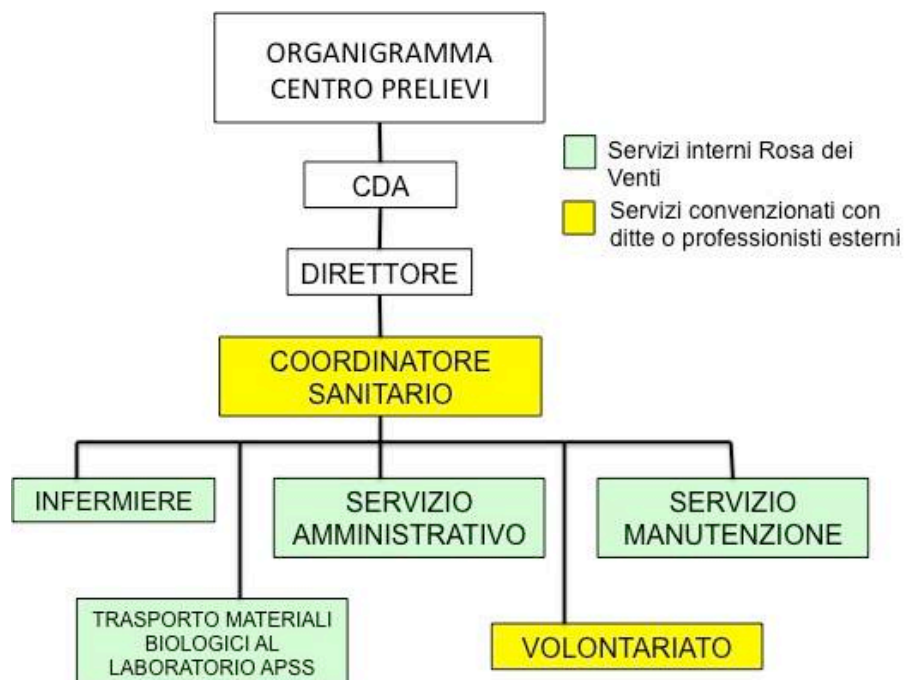 ORGANIGRAMMA
CENTRO PRELIEVI
Servizi interni Rosa dei
Venti
CDA
Servizi convenzionati con
ditte o professionisti esterni
DIRETTORE
COORDINATORE
SANITARIO
INFERMIERE
SERVIZIO
AMMINISTRATIVO
SERVIZIO
MANUTENZIONE
TRASPORTO MATERIALI
BIOLOGICI AL
LABORATORIO APSS
VOLONTARIATO